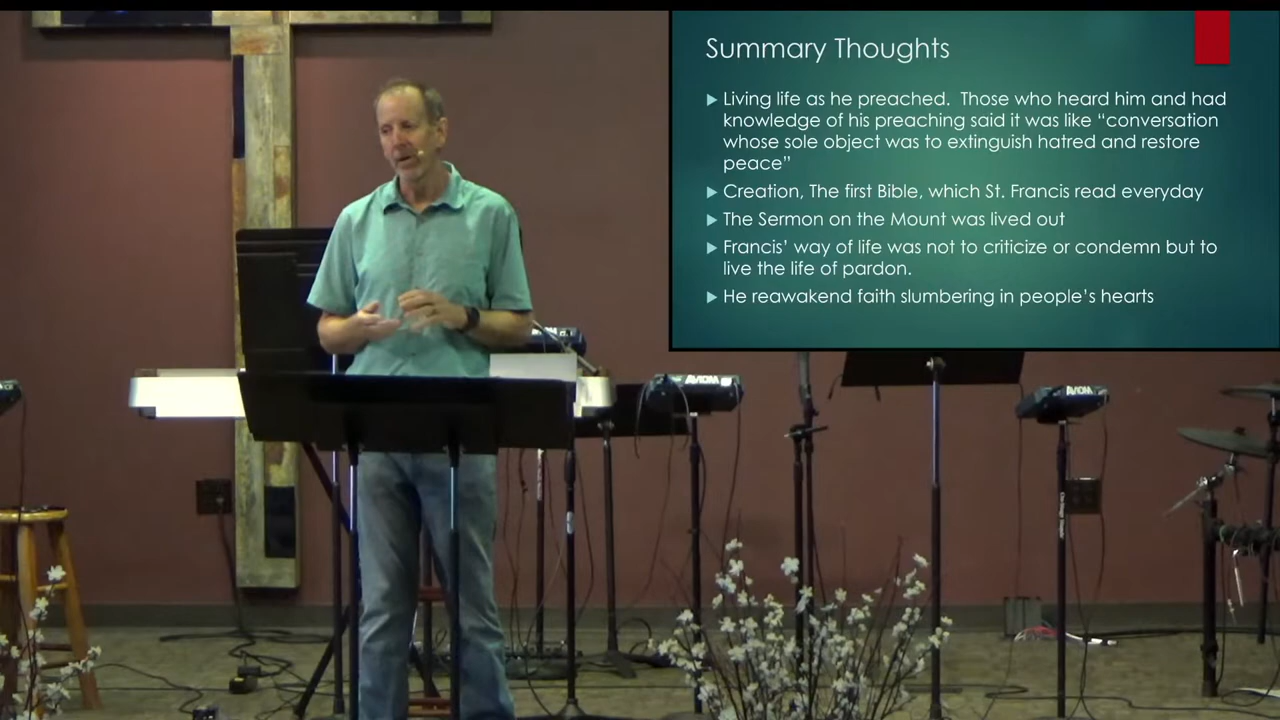 Summary Thoughts
Living life as he preached. Those who heard him and had
knowledge of his preaching said it was like “conversation
whose sole object was to extinguish hatred and restore
peace”
Creation, The first Bible, which St. Francis read everyday
The Sermon on the Mount was lived out
Francis’ way of life was not to criticize or condemn but to
live the life of pardon.
He reawakend faith slumbering in people’s hearts
AVIOM
AVIOM